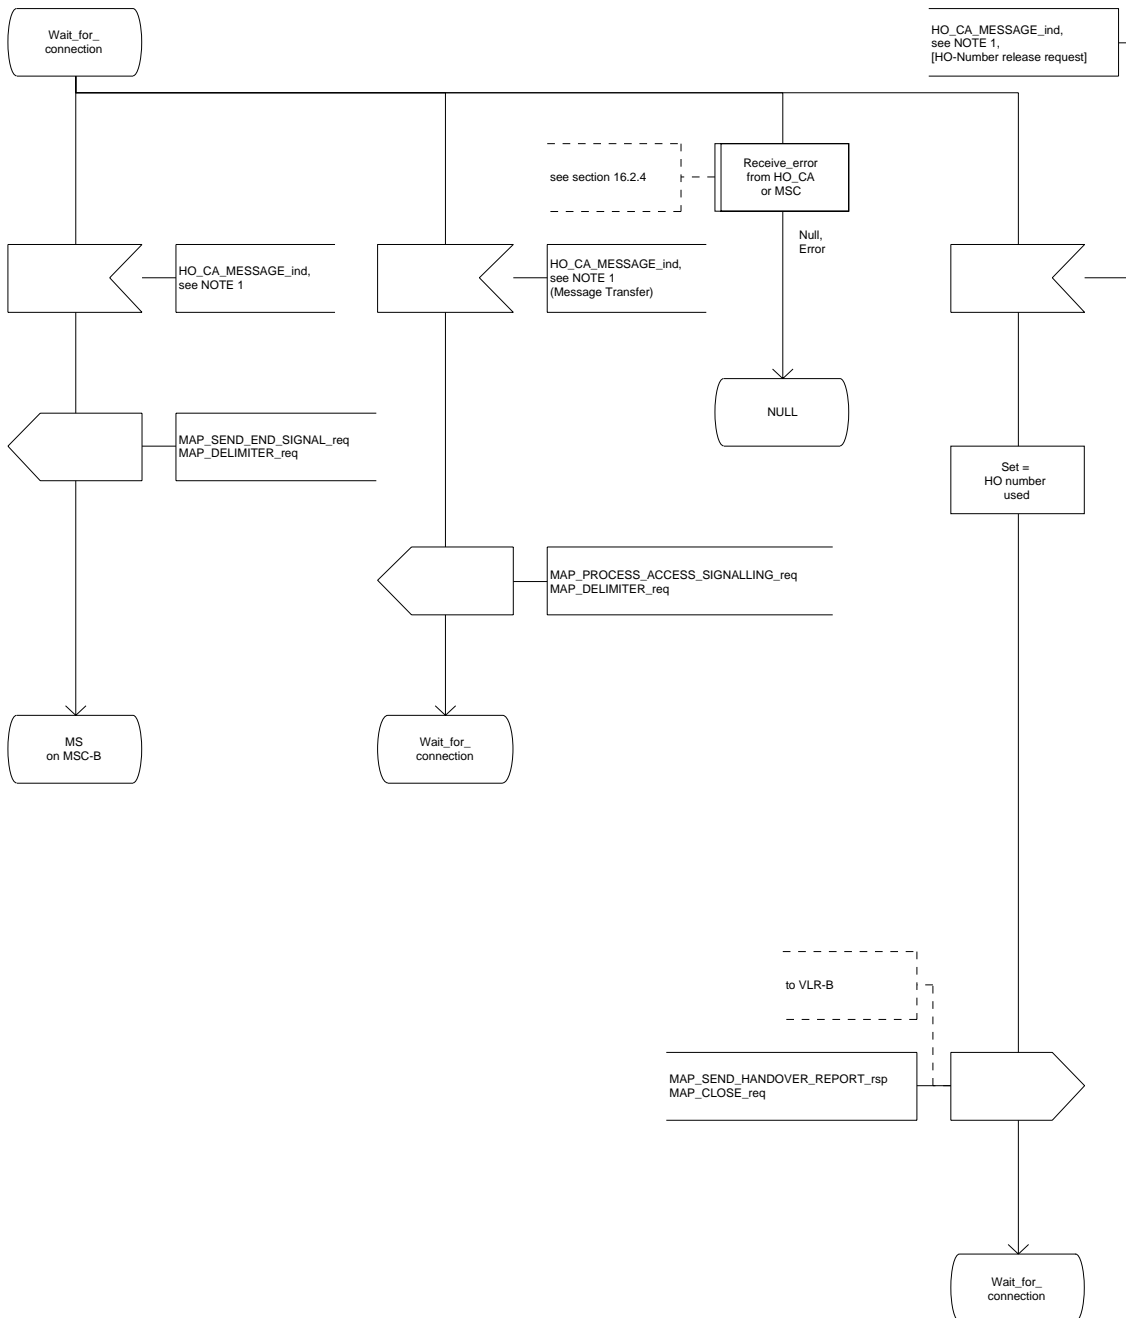 Wait_for_
connection
HO_CA_MESSAGE_ind,
see NOTE 1,
[HO-Number release request]
see section 16.2.4
Receive_error
from HO_CA
or MSC
Null,
Error
HO_CA_MESSAGE_ind,
see NOTE 1
HO_CA_MESSAGE_ind,
see NOTE 1
(Message Transfer)
NULL
MAP_SEND_END_SIGNAL_req
MAP_DELIMITER_req
Set =
HO number
used
MAP_PROCESS_ACCESS_SIGNALLING_req
MAP_DELIMITER_req
MS
on MSC-B
Wait_for_
connection
to VLR-B
MAP_SEND_HANDOVER_REPORT_rsp
MAP_CLOSE_req
Wait_for_
connection